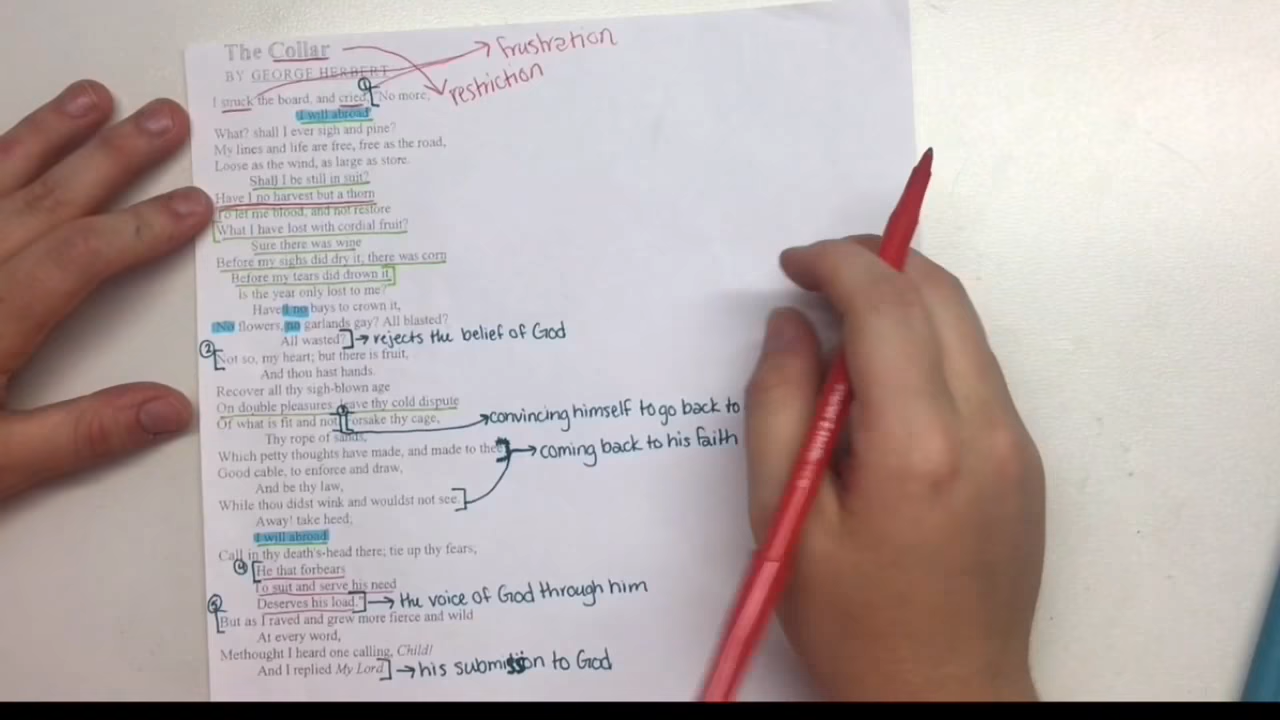 The Collar
frustration
BY GEORGE HERBERT
restriction
1
I struck the board, and cried, "No more;
I will abroad!
What? shall I ever sigh and pine?
My lines and life are free, free as the road,
Loose as the wind, as large as store.
Shall I be still in suit?
Have I no harvest but a thorn
To let me blood, and not restore
What I have lost with cordial fruit?
Sure there was wine
Before my sighs did dry it, there was corn
Before my tears did drown it.
Is the year only lost to me?
Have I no bays to crown it,
No flowers, no garlands gay? All blasted?
All wasted? → rejects the belief of God
2
Not so, my heart; but there is fruit,
And thou hast hands.
Recover all thy sigh-blown age
On double pleasures: leave thy cold dispute
Of what is fit and not. Forsake thy cage, → convincing himself to go back to
Thy rope of sands,
Which petty thoughts have made, and made to thee → coming back to his faith
Good cable, to enforce and draw,
And be thy law,
While thou didst wink and wouldst not see.
Away! take heed;
I will abroad.
Call in thy death's-head there; tie up thy fears;
4
He that forbears
To suit and serve his need
Deserves his load." → the voice of God through him
5
But as I raved and grew more fierce and wild
At every word,
Methought I heard one calling, Child!
And I replied My Lord. → his submission to God